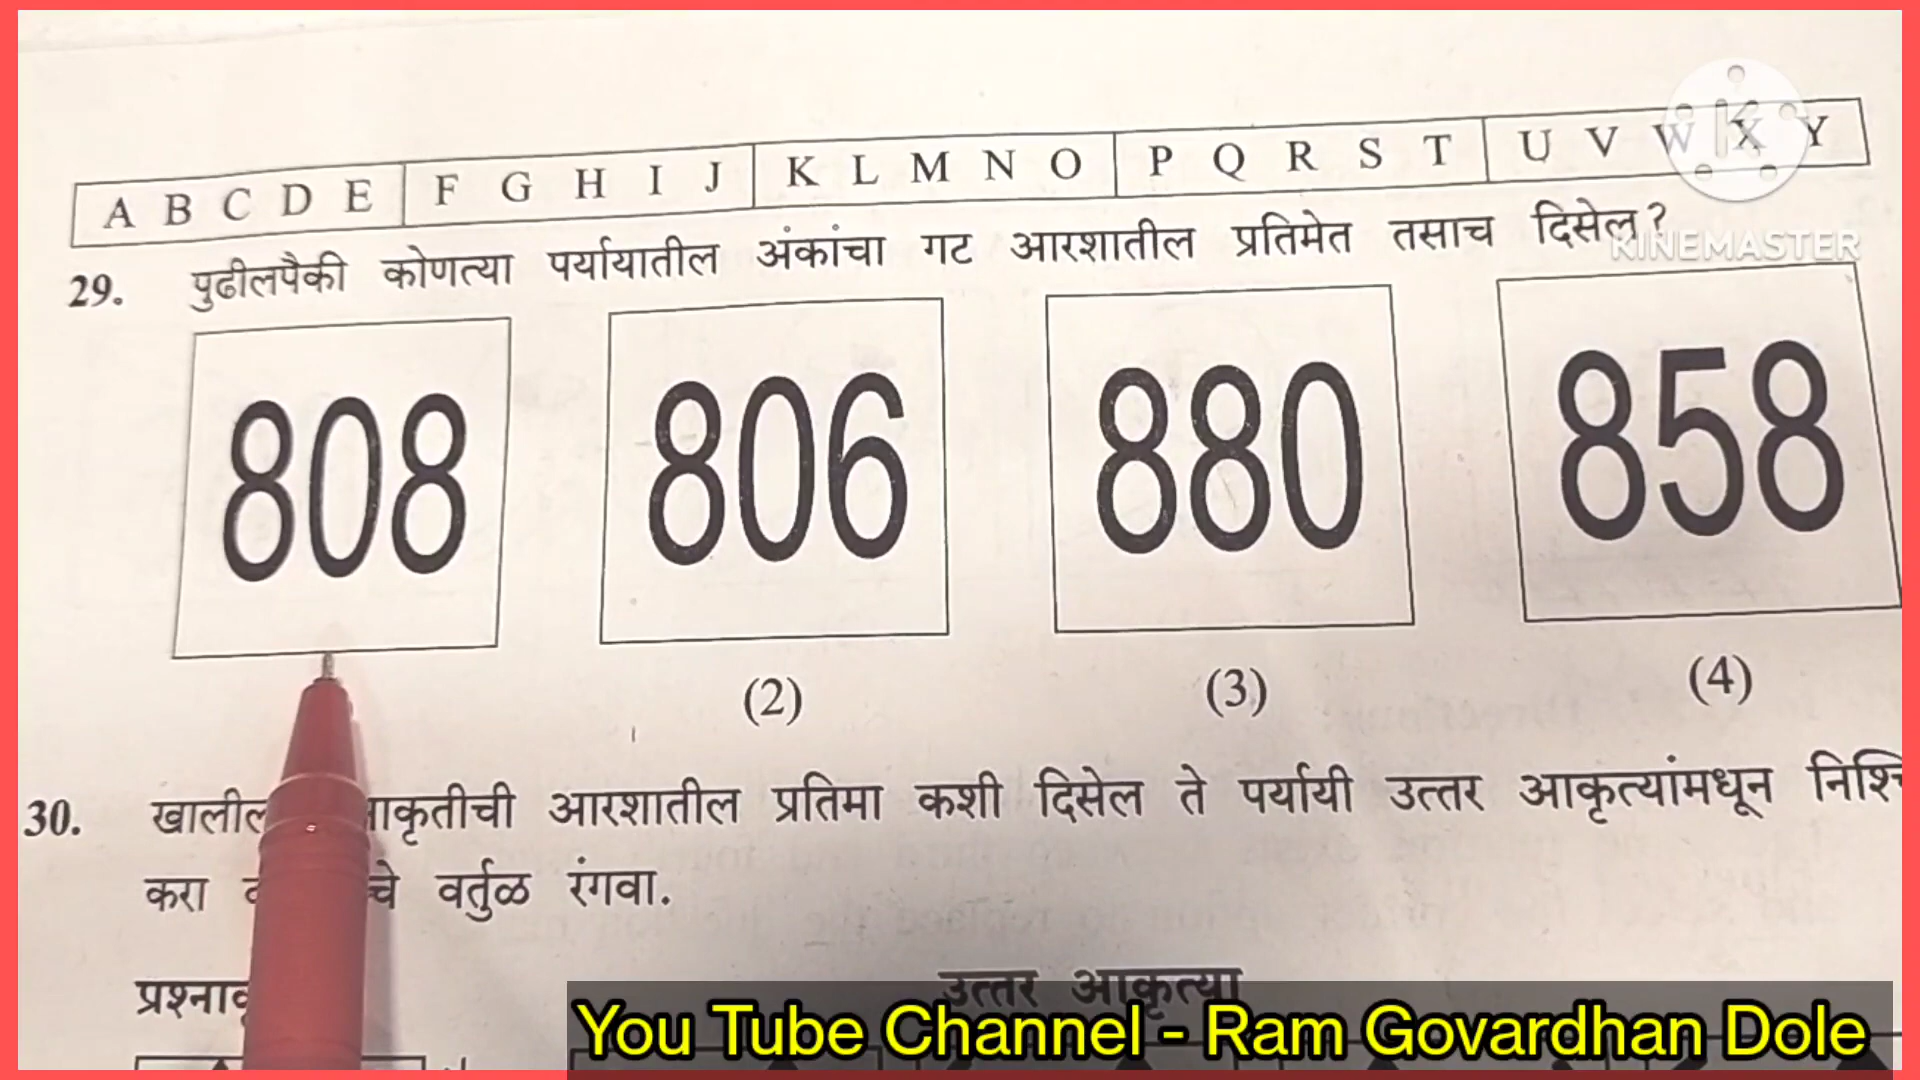 A B C D E F G H I J K L M N O P Q R S T U V W X Y
KINEMASTER
29. पुढीलपैकी कोणत्या पर्यायातील अंकांचा गट आरशातील प्रतिमेत तसाच दिसेल ?
808 806 880 858
(2) (3) (4)
30. खालील आरशातील प्रतिमा कशी दिसेल ते पर्यायी उत्तर आकृत्यांमधून
करा वर्तुळ रंगवा.
उत्तर आकृत्या
You Tube Channel - Ram Govardhan Dole